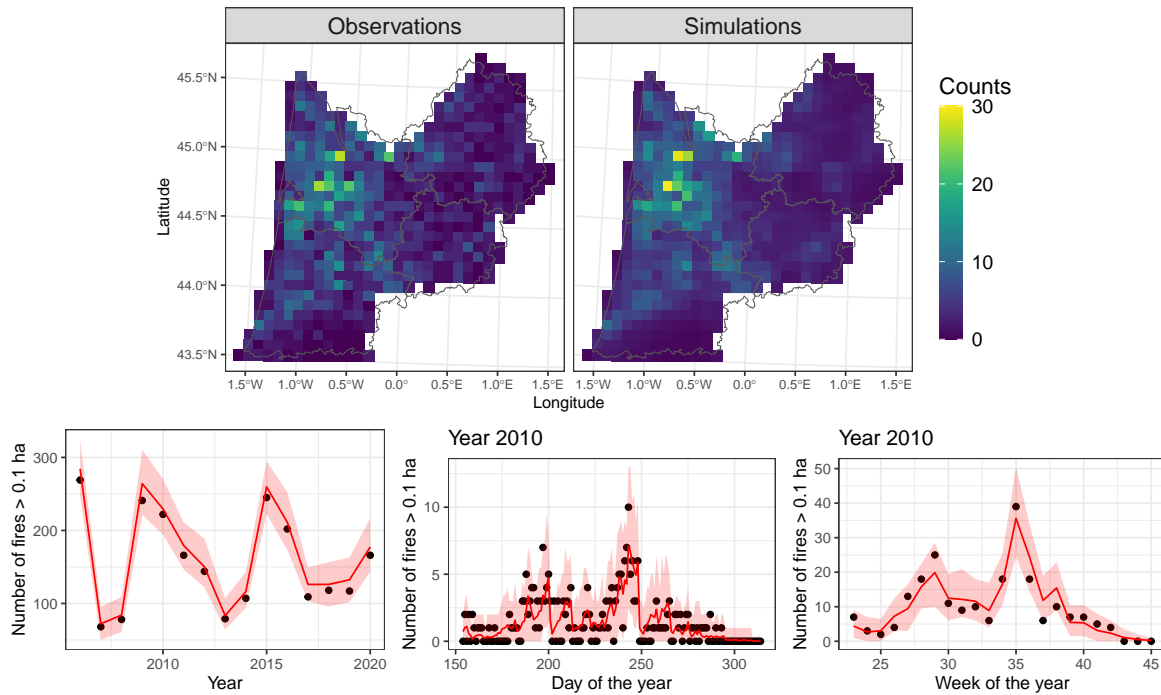 Observations
Simulations
Counts
30
20
10
0
Latitude
45.5°N
45.0°N
44.5°N
44.0°N
43.5°N
1.5°W 1.0°W 0.5°W 0.0° 0.5°E 1.0°E 1.5°E
1.5°W 1.0°W 0.5°W 0.0° 0.5°E 1.0°E 1.5°E
Longitude
Number of fires > 0.1 ha
300
200
100
2010 2015 2020
Year
Year 2010
Number of fires > 0.1 ha
10
5
0
150 200 250 300
Day of the year
Year 2010
Number of fires > 0.1 ha
50
40
30
20
10
0
25 30 35 40 45
Week of the year